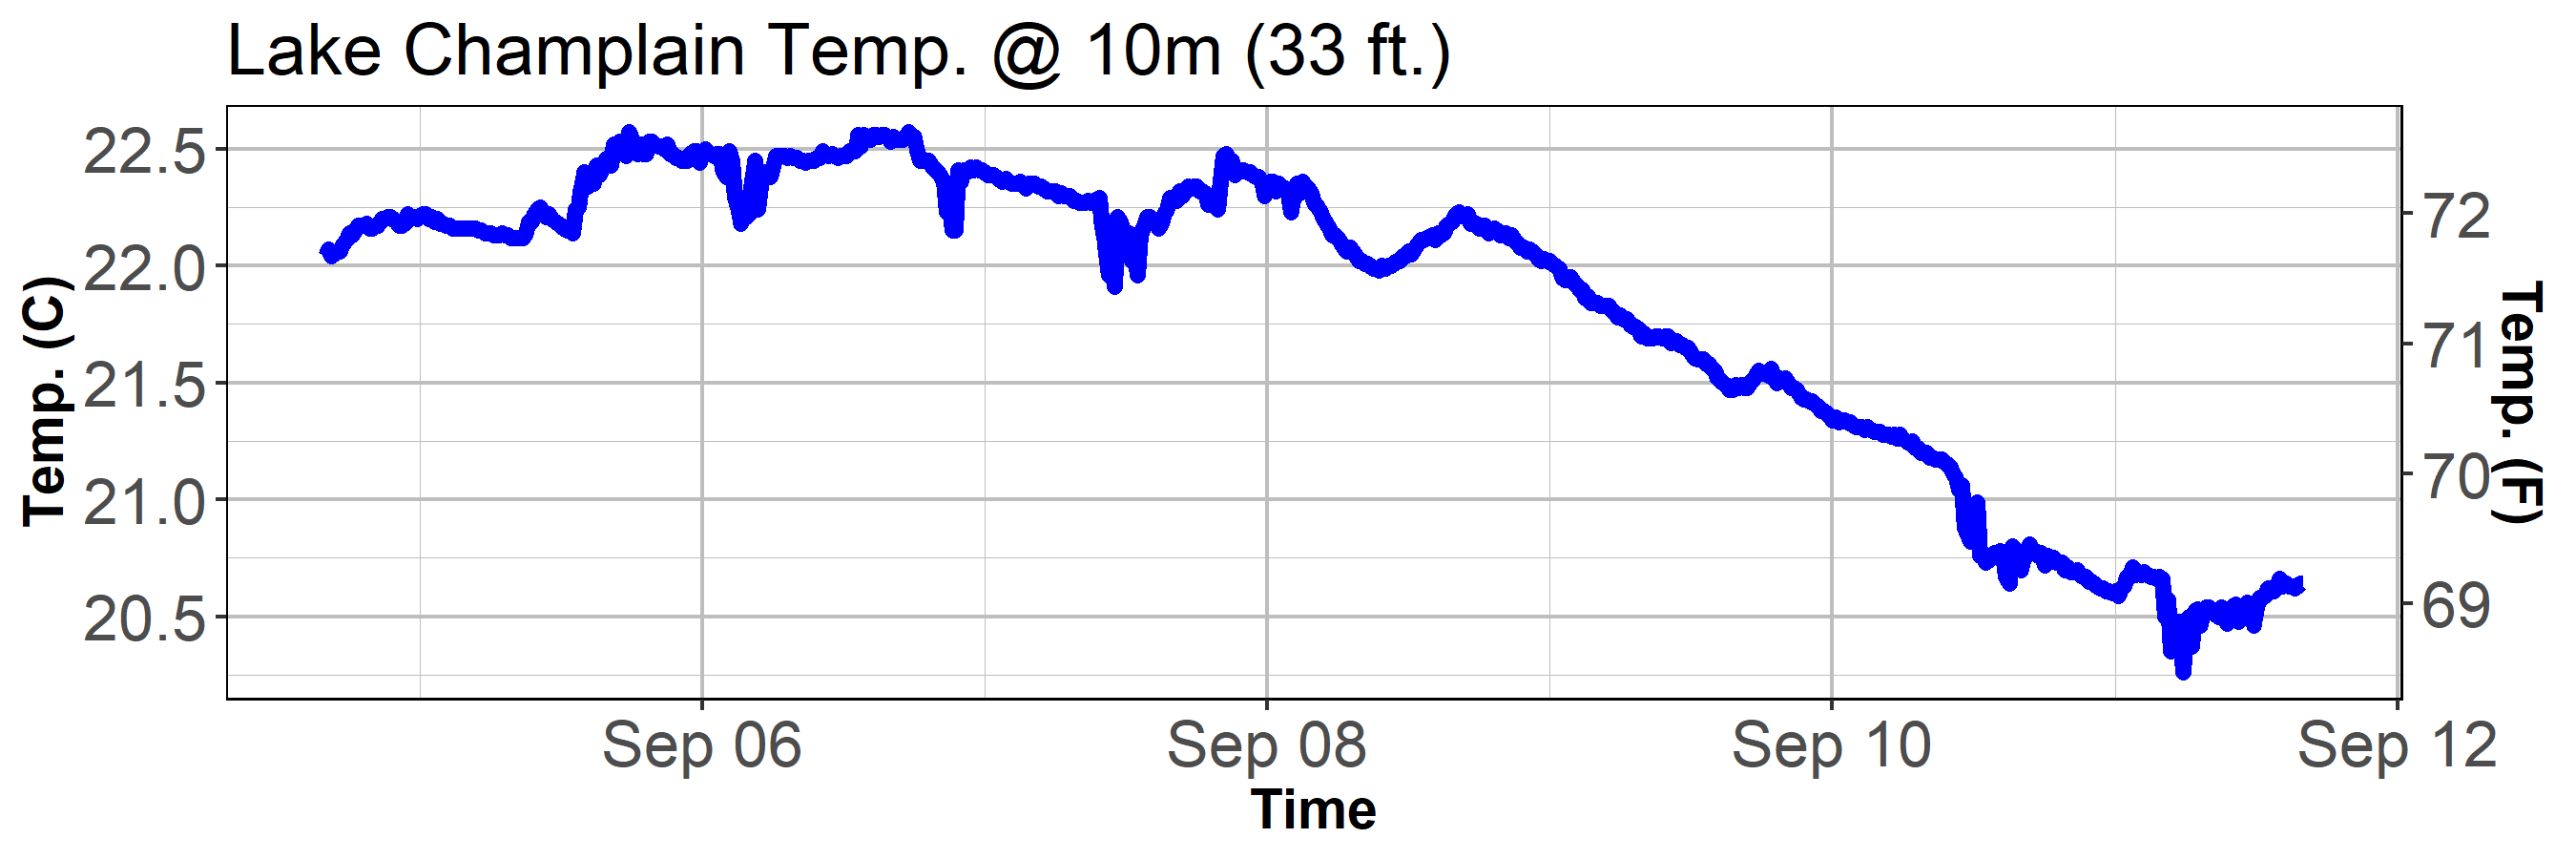 Lake Champlain Temp. @ 10m (33 ft.)
Temp. (C)
22.5
22.0
21.5
21.0
20.5
72
71
70
69
Temp. (F)
Sep 06
Sep 08
Sep 10
Sep 12
Time